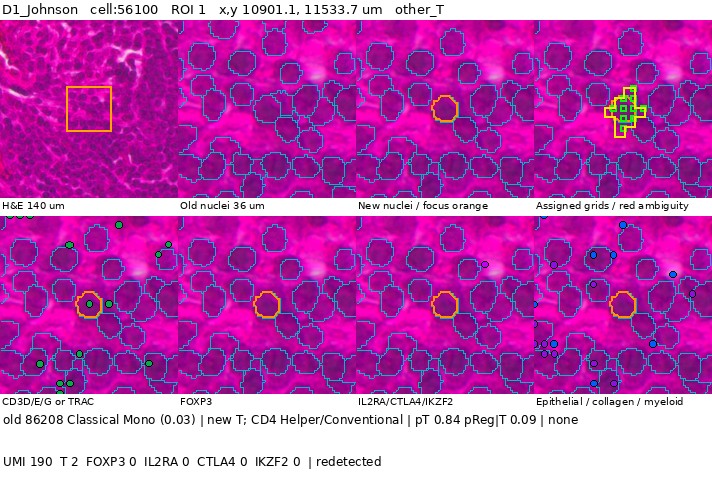 D1_Johnson cell:56100 ROI 1 x,y 10901.1, 11533.7 um other_T
H&E 140 um
Old nuclei 36 um
New nuclei / focus orange
Assigned grids / red ambiguity
CD3D/E/G or TRAC
FOXP3
IL2RA/CTLA4/IKZF2
Epithelial / collagen / myeloid
old 86208 Classical Mono (0.03) | new T; CD4 Helper/Conventional | pT 0.84 pReg|T 0.09 | none
UMI 190 T 2 FOXP3 0 IL2RA 0 CTLA4 0 IKZF2 0 | redetected